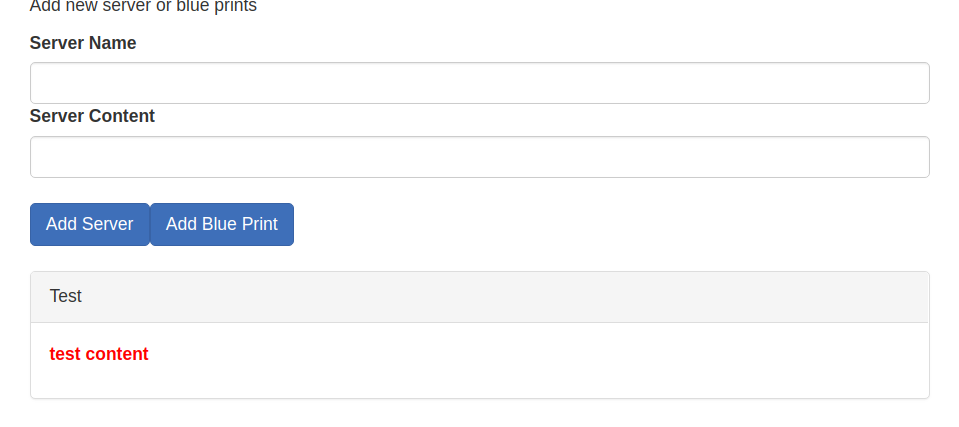 Add new server or blue prints
Server Name
Server Content
Add Server Add Blue Print
Test
test content